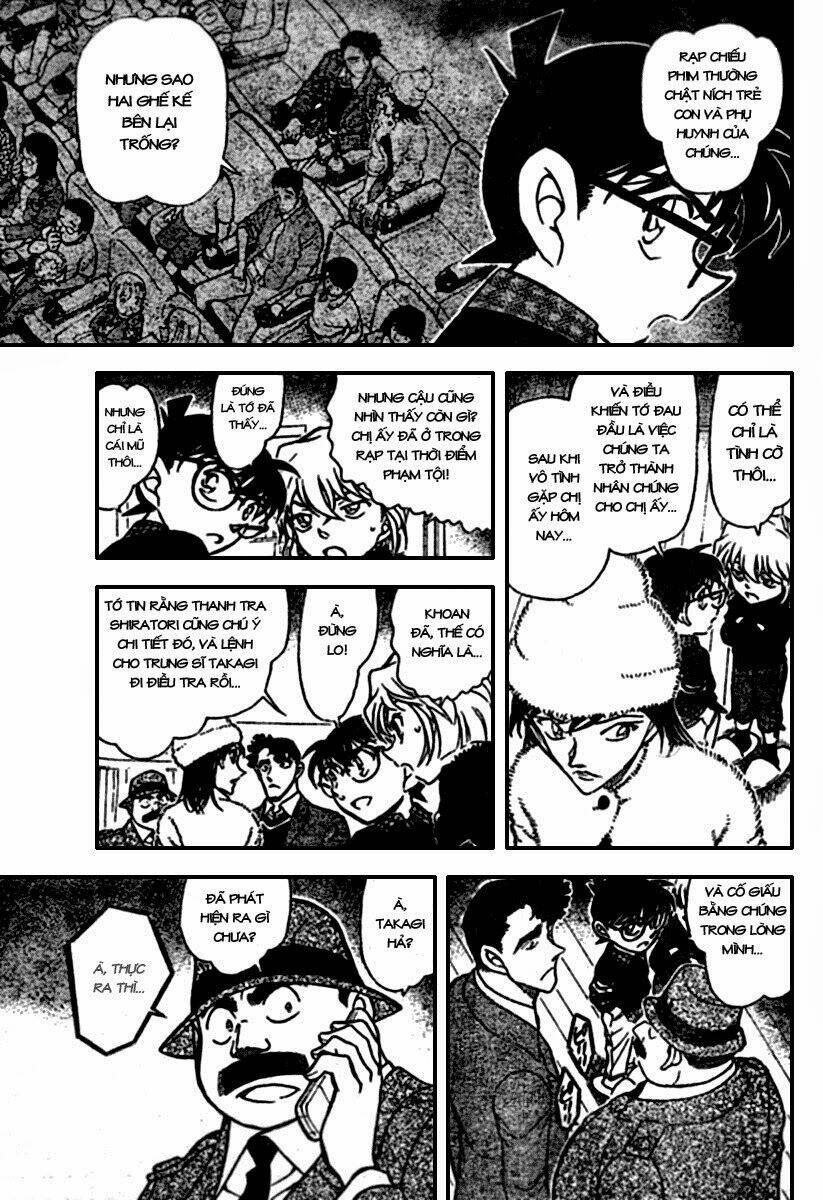 RẠP CHIẾU
PHIM THƯỜNG
CHẬT NÍCH TRẺ
CON VÀ PHỤ
HUYNH CỦA
CHÚNG...
NHƯNG SAO
HAI GHẾ KẾ
BÊN LẠI
TRỐNG?
CÓ THỂ
CHỈ LÀ
TÌNH CỜ
THÔI...
VÀ ĐIỀU
KHIẾN TỚ ĐAU
ĐẦU LÀ VIỆC
CHÚNG TA
TRỞ THÀNH
NHÂN CHỨNG
CHO CHỊ ẤY...
SAU KHI
VÔ TÌNH
GẶP CHỊ
ẤY HÔM
NAY...
NHƯNG CẬU CŨNG
NHÌN THẤY CÒN GÌ?
CHỊ ẤY ĐÃ Ở TRONG
RẠP TẠI THỜI ĐIỂM
PHẠM TỘI!
ĐÚNG
LÀ TỚ ĐÃ
THẤY...
NHƯNG
CHỈ LÀ
CÁI MŨ
THÔI...
KHOAN
ĐÃ, THẾ CÓ
NGHĨA LÀ...
À,
ĐỪNG
LO!
TỚ TIN RẰNG THANH TRA
SHIRATORI CŨNG CHÚ Ý
CHI TIẾT ĐÓ, VÀ LỆNH
CHO TRUNG SĨ TAKAGI
ĐI ĐIỀU TRA RỒI...
VÀ CỐ GIẤU
BẰNG CHỨNG
TRONG LÒNG
MÌNH...
À,
TAKAGI
HẢ?
ĐÃ PHÁT
HIỆN RA GÌ
CHƯA?
À, THỰC
RA THÌ...